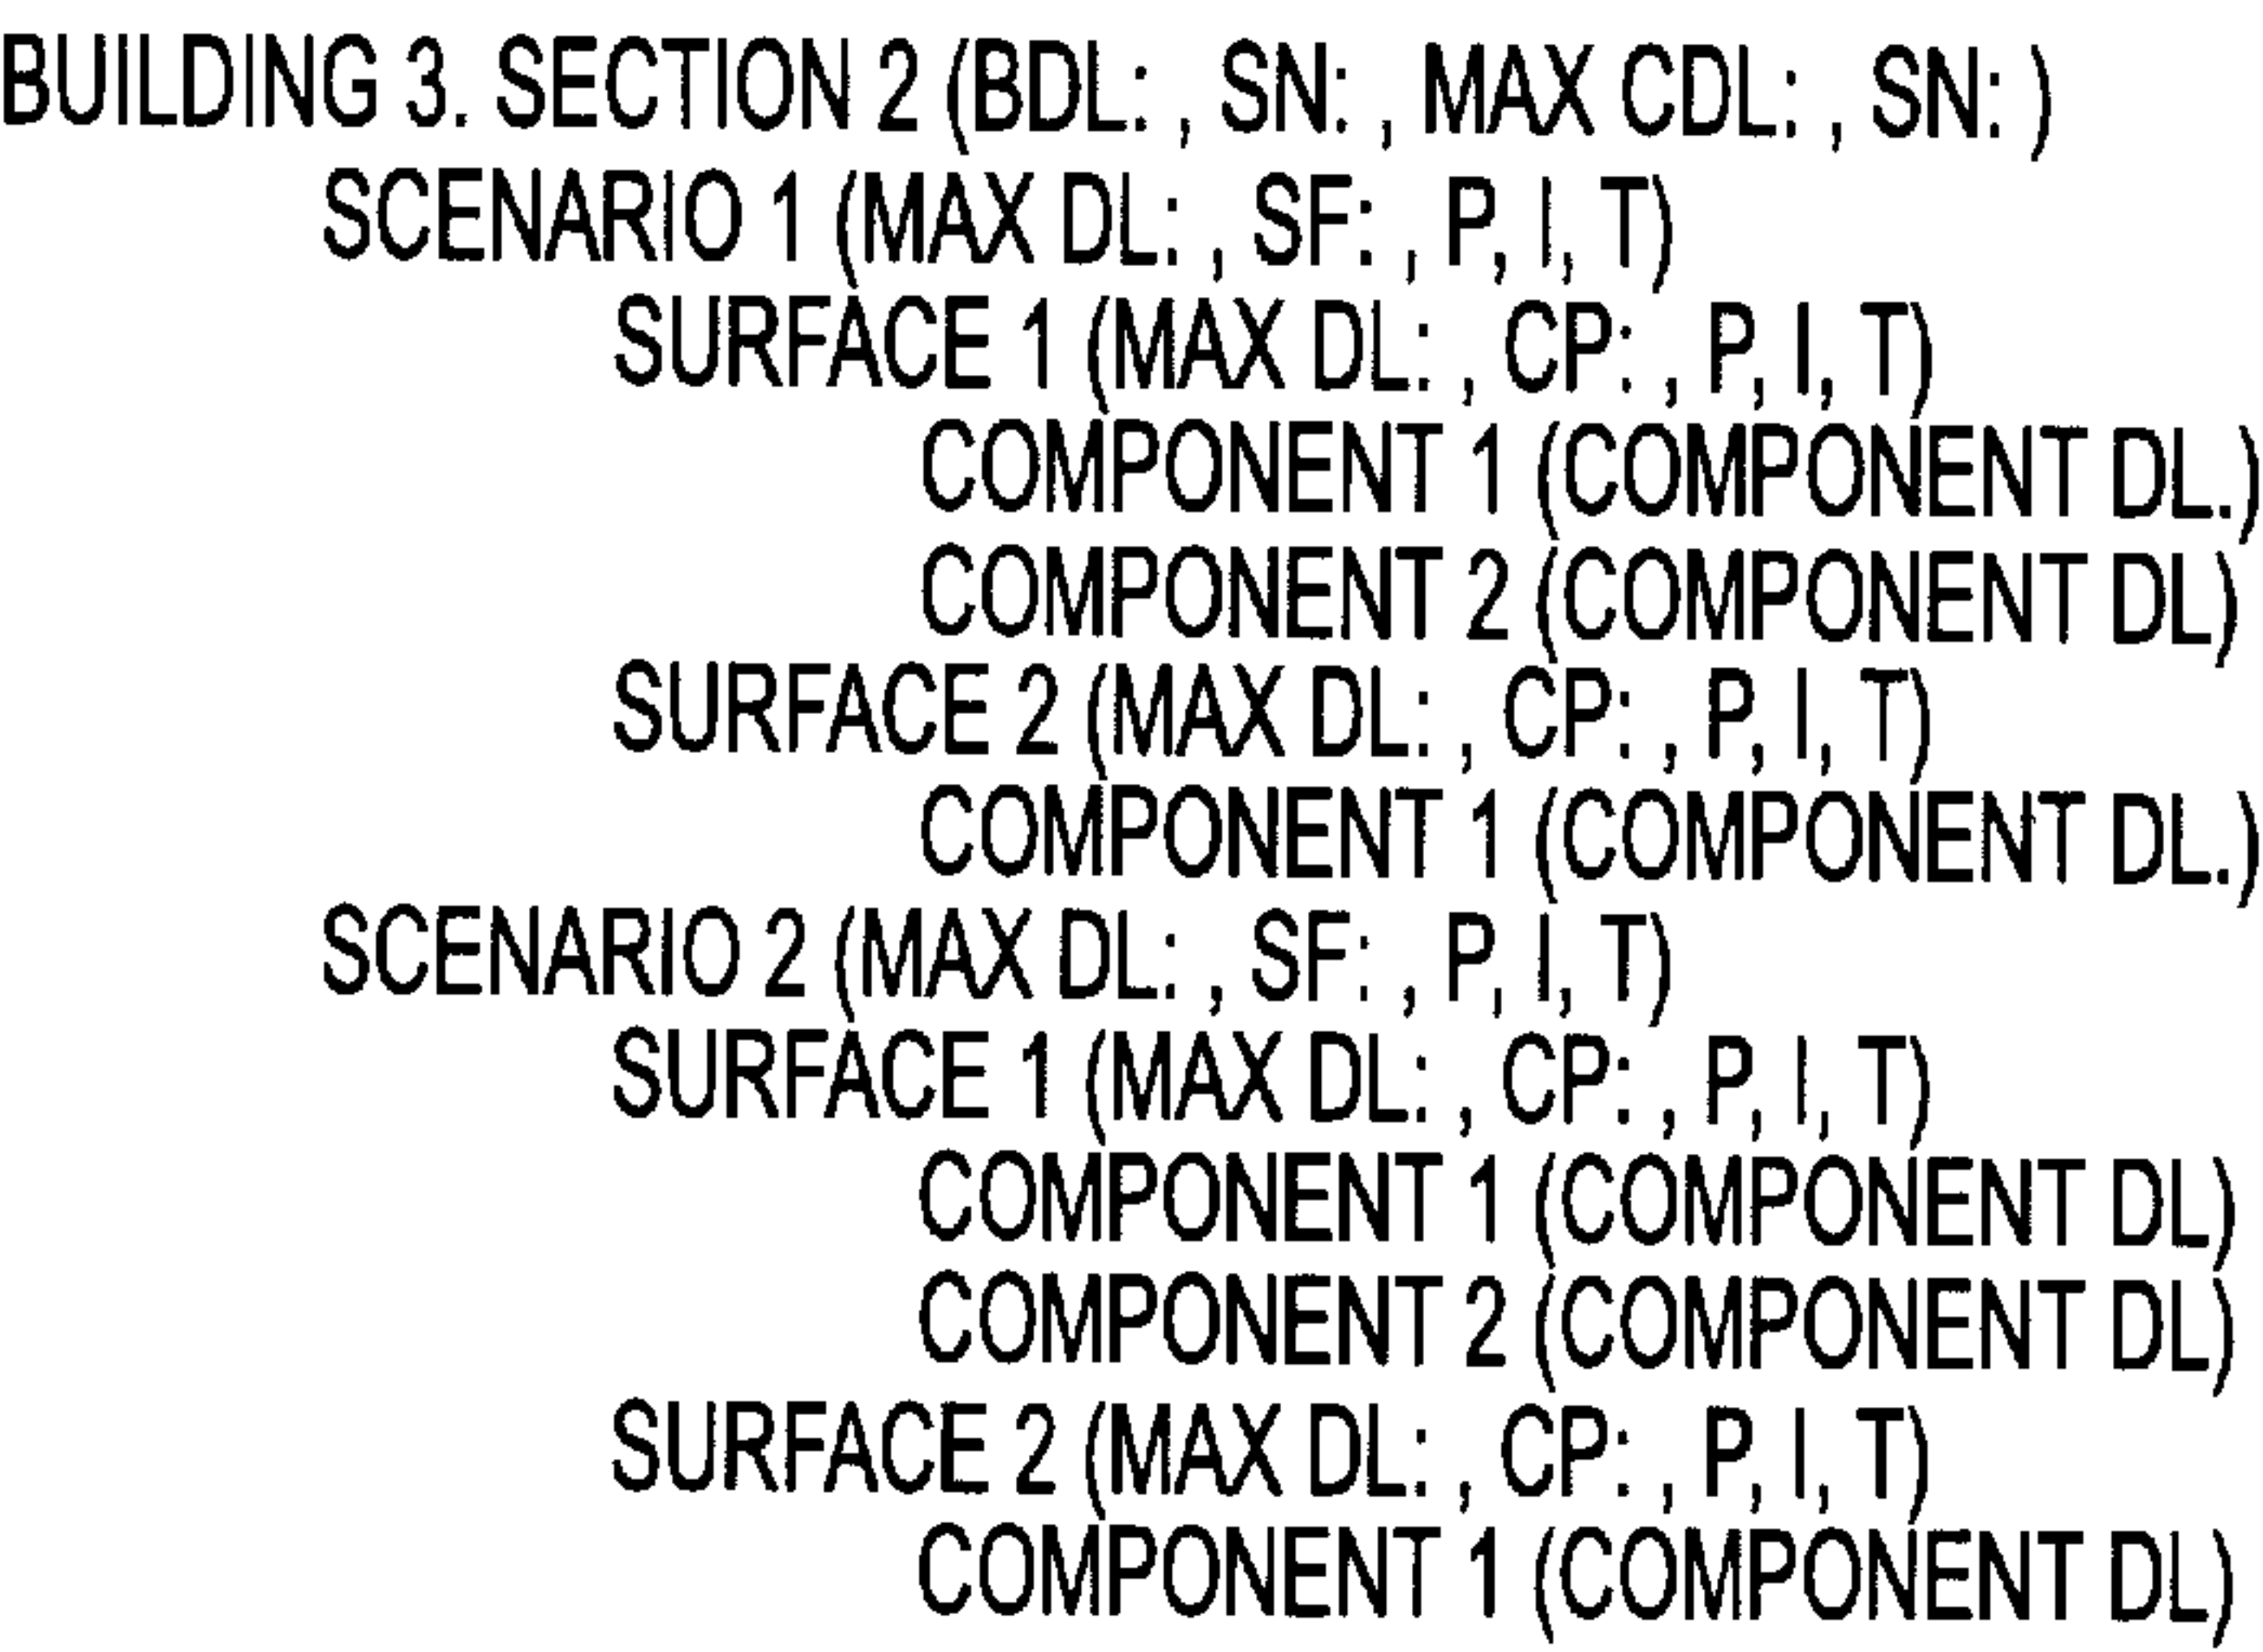 BUILDING 3. SECTION 2 (BDL: , SN: , MAX CDL: , SN: )
SCENARIO 1 (MAX DL: , SF: , P, I, T)
SURFACE 1 (MAX DL: , CP: , P, I, T)
COMPONENT 1 (COMPONENT DL.)
COMPONENT 2 (COMPONENT DL)
SURFACE 2 (MAX DL: , CP: , P, I, T)
COMPONENT 1 (COMPONENT DL.)
SCENARIO 2 (MAX DL: , SF: , P, I, T)
SURFACE 1 (MAX DL: , CP: , P, I, T)
COMPONENT 1 (COMPONENT DL)
COMPONENT 2 (COMPONENT DL)
SURFACE 2 (MAX DL: , CP: , P, I, T)
COMPONENT 1 (COMPONENT DL)